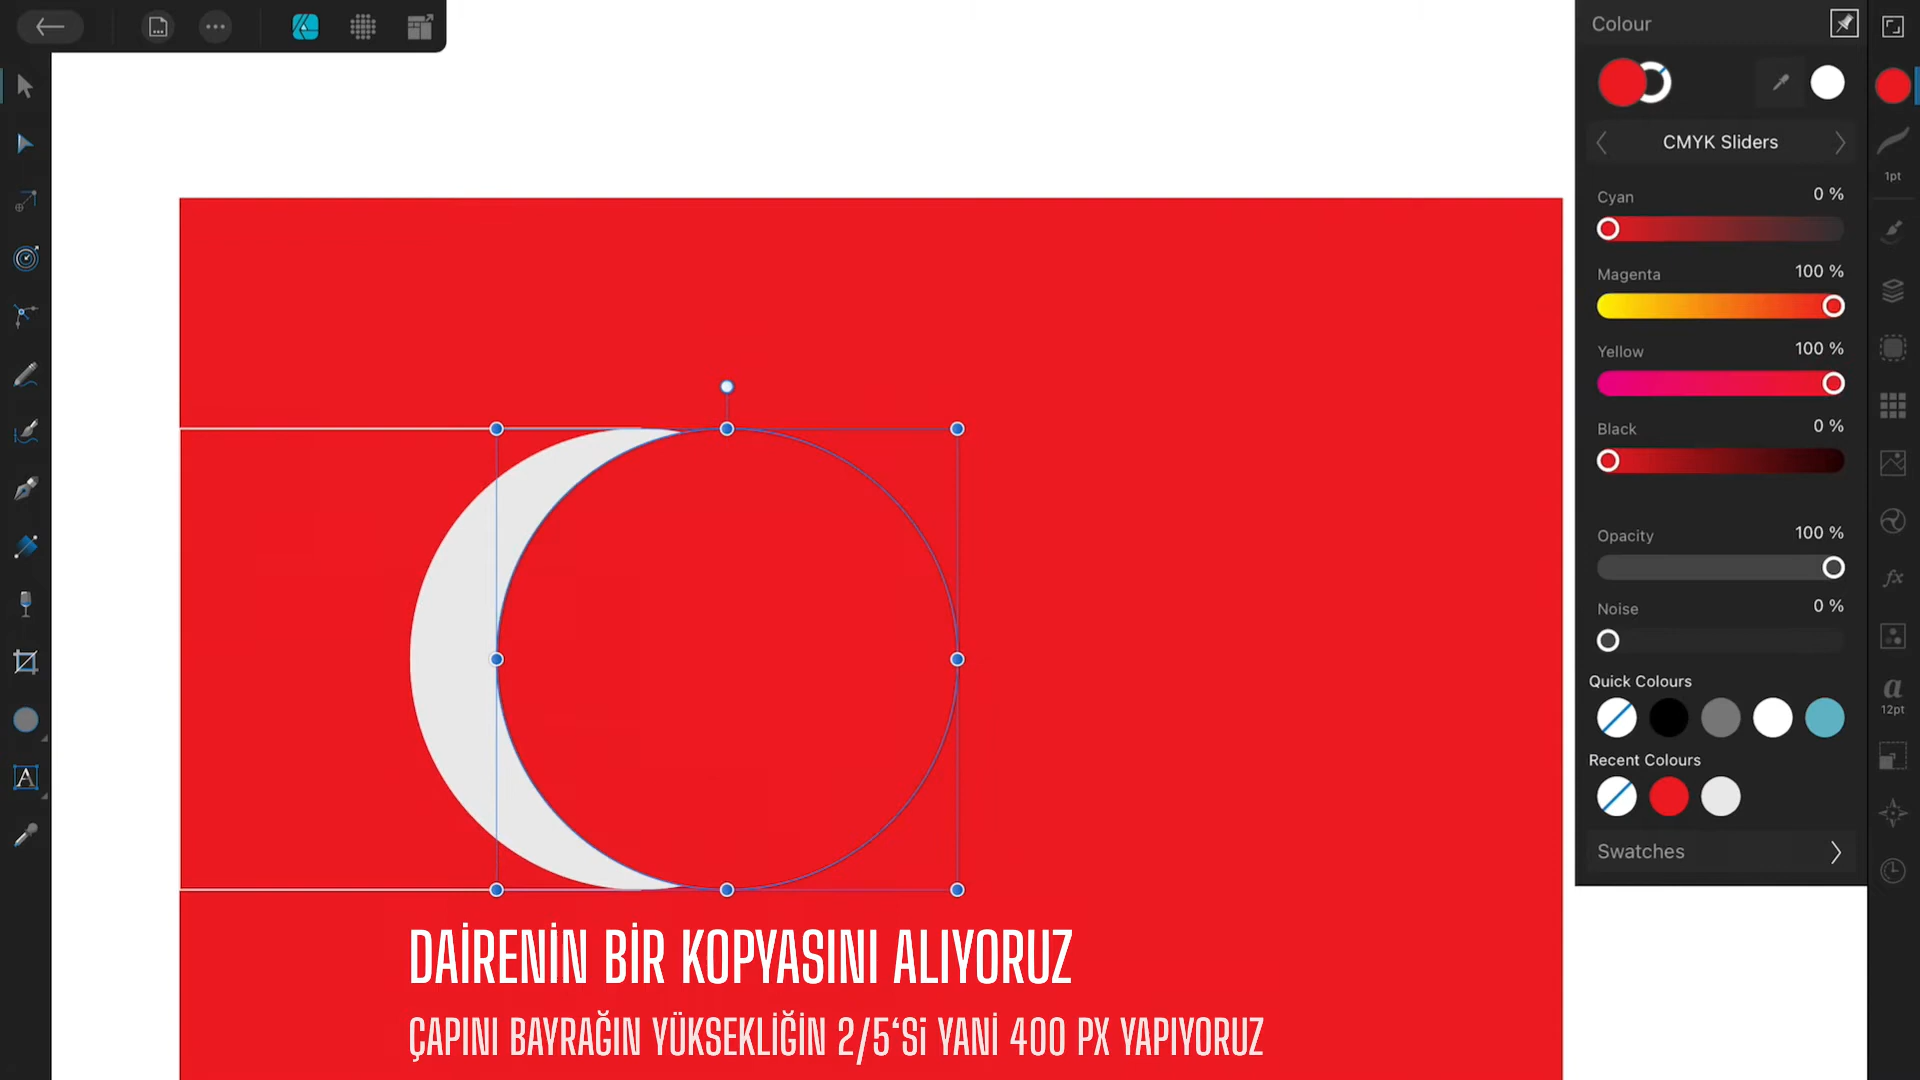 Colour
CMYK Sliders
Cyan
0 %
Magenta
100 %
Yellow
100 %
Black
0 %
Opacity
100 %
Noise
0 %
Quick Colours
Recent Colours
Swatches
1pt
fx
a
12pt
A
DAİRENİN BİR KOPYASINI ALIYORUZ
ÇAPINI BAYRAĞIN YÜKSEKLİĞİN 2/5‘Sİ YANİ 400 PX YAPIYORUZ